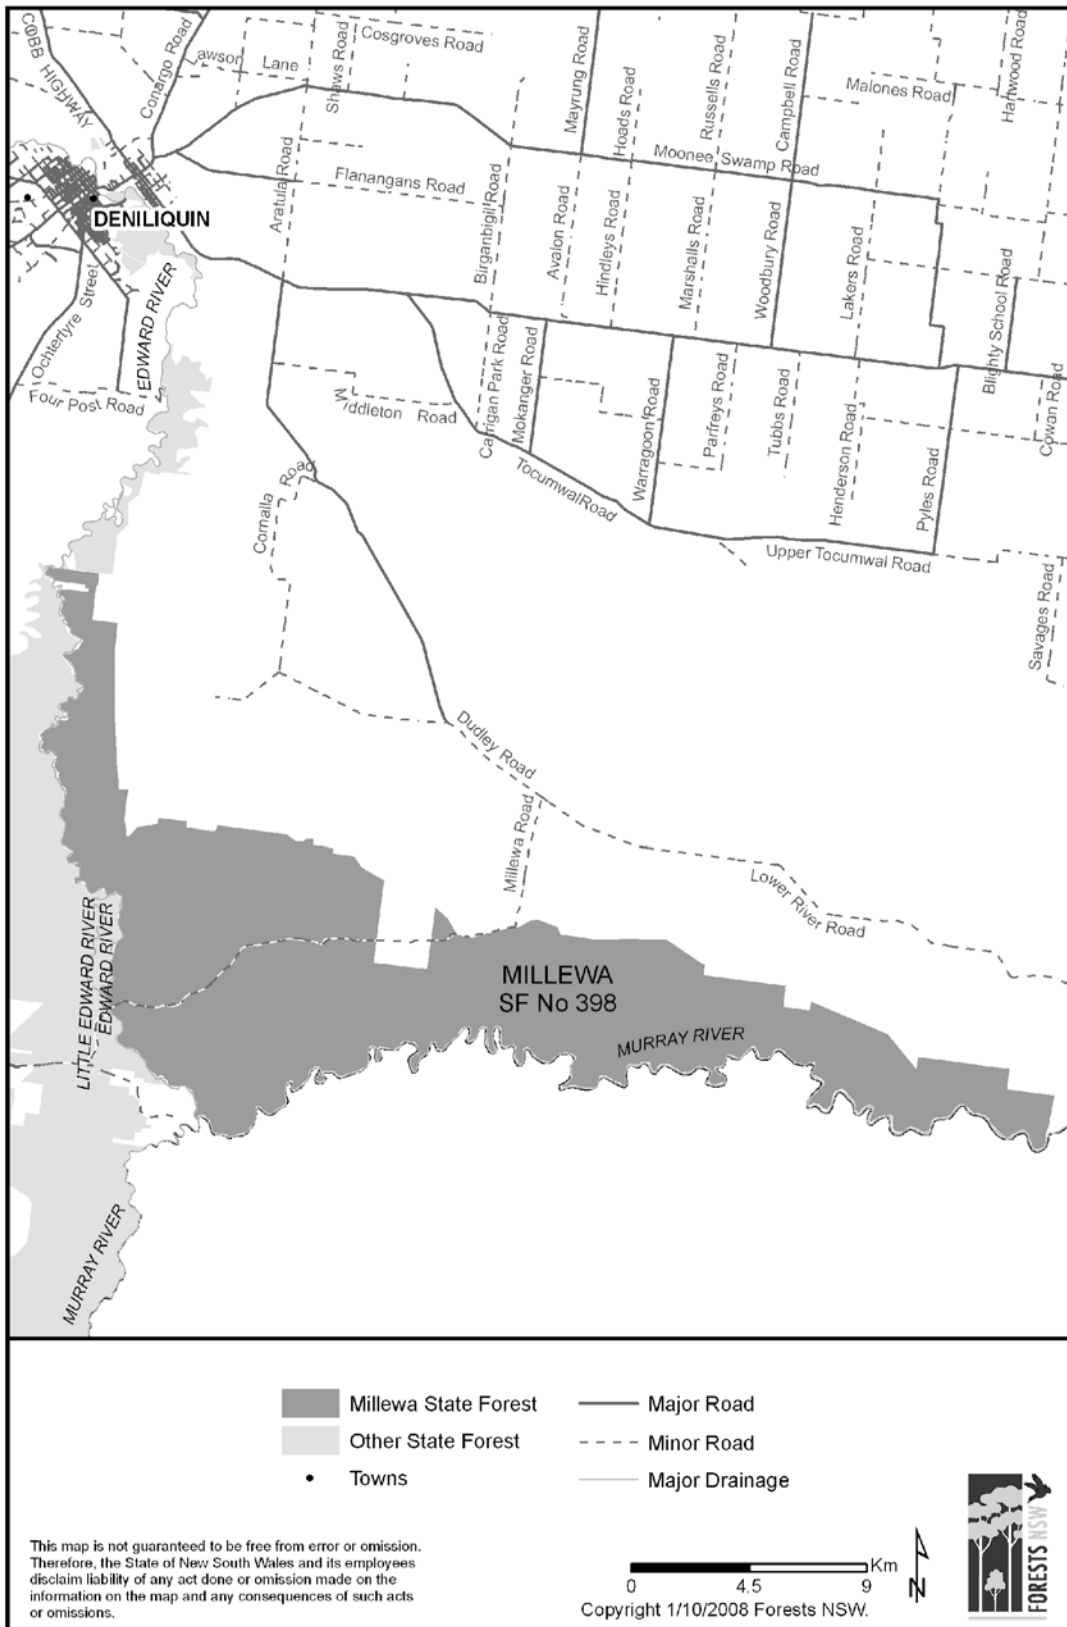 COBB HIGHWAY
Conargo Road
Lawson Lane
Shaws Road
Cosgroves Road
Mayrung Road
Hoads Road
Russells Road
Campbell Road
Malones Road
Hartwood Road
Moonee Swamp Road
Aratula Road
Flanangans Road
Birganbigil Road
Avalon Road
Hindleys Road
Marshalls Road
Woodbury Road
Lakers Road
Blighty School Road
DENILIQUIN
EDWARD RIVER
Ochtertyre Street
Four Post Road
Middleton Road
Carrigan Park Road
Mokanger Road
Warragoon Road
Parfreys Road
Tubbs Road
Henderson Road
Pyles Road
Cowan Road
Tocumwal Road
Upper Tocumwal Road
Savages Road
Cornalla Road
Dudley Road
Millewa Road
Lower River Road
LITTLE EDWARD RIVER
EDWARD RIVER
MILLEWA
SF No 398
MURRAY RIVER
MURRAY RIVER
Millewa State Forest
Other State Forest
Towns
Major Road
Minor Road
Major Drainage
This map is not guaranteed to be free from error or omission.
Therefore, the State of New South Wales and its employees
disclaim liability of any act done or omission made on the
information on the map and any consequences of such acts
or omissions.
Km
0 4.5 9
Copyright 1/10/2008 Forests NSW.
N
FORESTS NSW